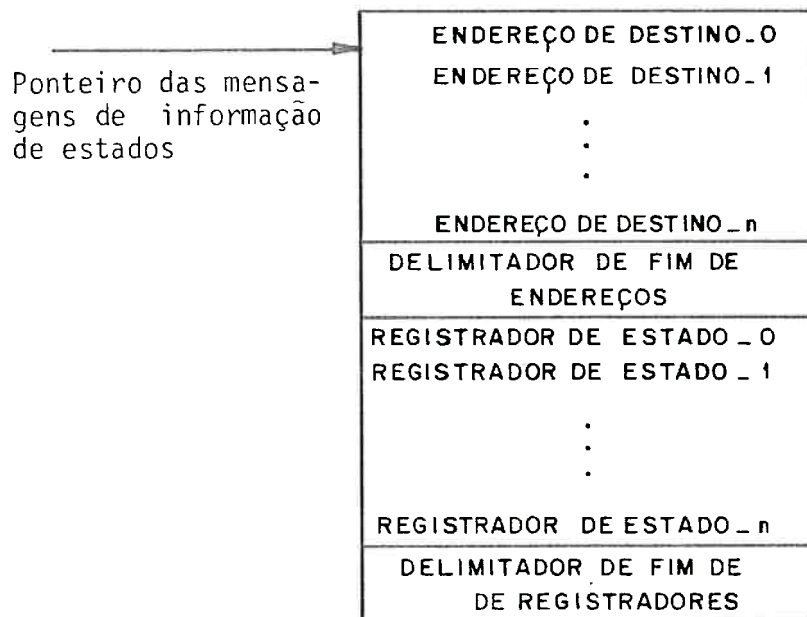 ENDEREÇO DE DESTINO_0
Ponteiro das mensa-
gens de informação
de estados
ENDEREÇO DE DESTINO_1
.
.
.
ENDEREÇO DE DESTINO_n
DELIMITADOR DE FIM DE
ENDEREÇOS
REGISTRADOR DE ESTADO_0
REGISTRADOR DE ESTADO_1
.
.
.
REGISTRADOR DE ESTADO_n
DELIMITADOR DE FIM DE
DE REGISTRADORES